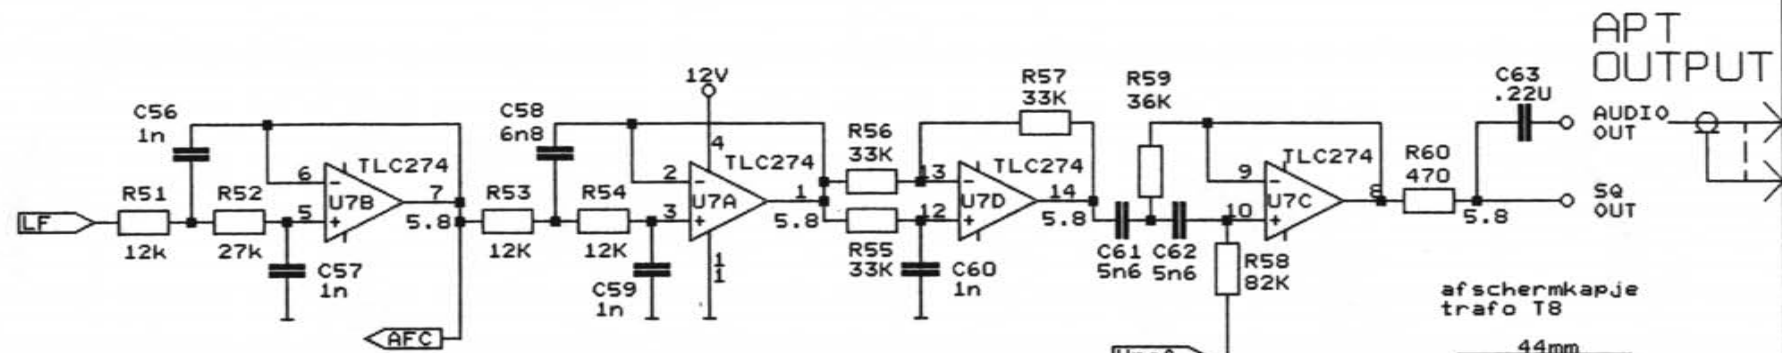 APT
OUTPUT
12V
C56
1n
C58
6n8
R57
33K
R59
36K
C63
.22U
AUDIO
OUT
R56
33K
4
TLC274
TLC274
TLC274
TLC274
R60
470
R51
12k
R52
27k
6
5
U7B
7
5.8
R53
12K
R54
12K
2
3
U7A
1
5.8
13
12
U7D
14
5.8
9
10
U7C
8
5.8
SQ
OUT
LF
C57
1n
C59
1n
11
R55
33K
C60
1n
C61
5n6
C62
5n6
R58
82K
AFC
afschermkapje
trafo T8
44mm